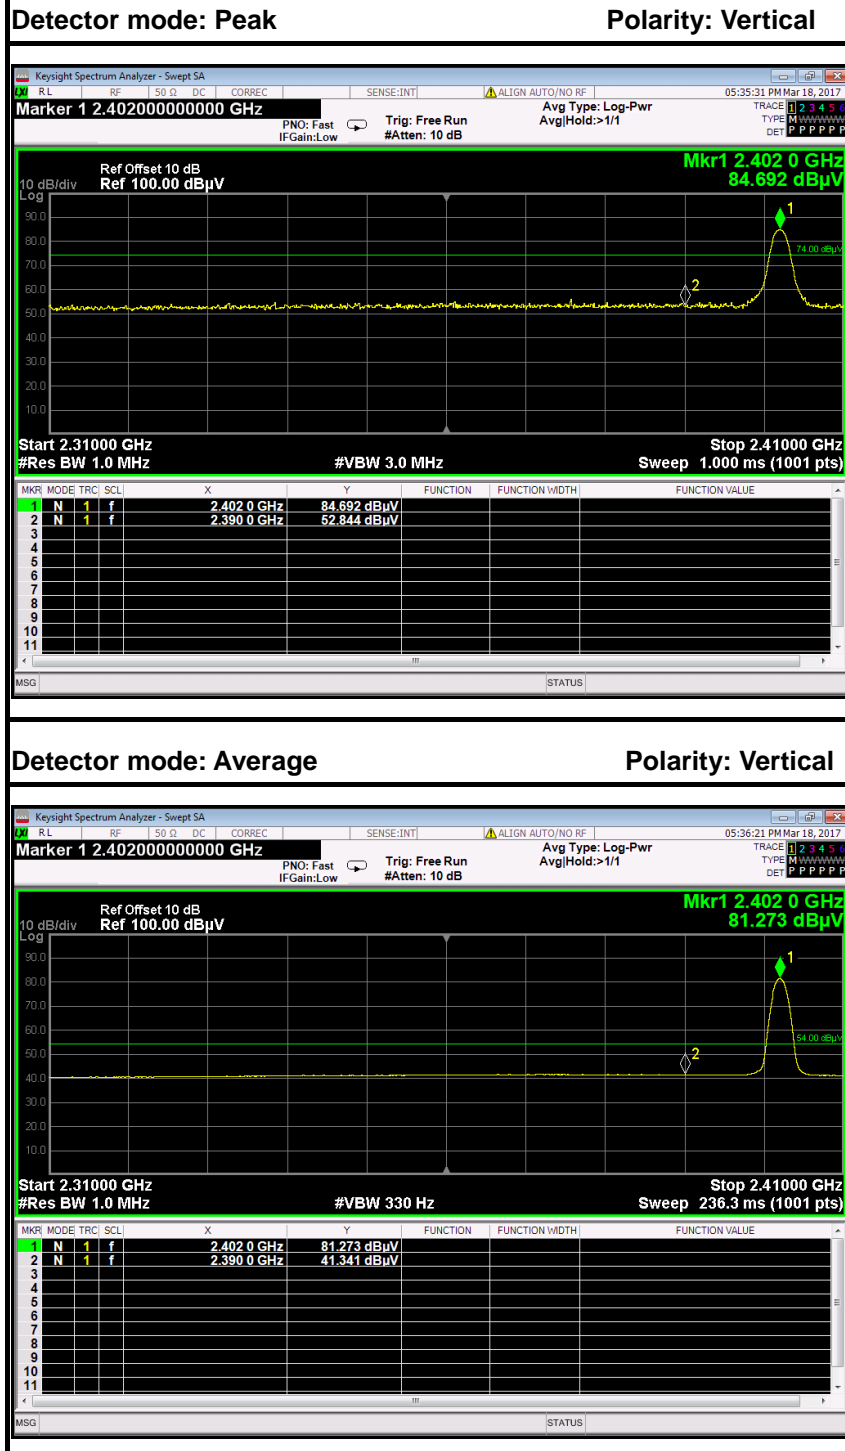 Detector mode: Peak Polarity: Vertical
Keysight Spectrum Analyzer - Swept SA
LXI RL RF 50 Ω DC CORREC SENSE:INT ALIGN AUTO/NO RF 05:35:31 PM Mar 18, 2017
Marker 1 2.402000000000 GHz
PNO: Fast
IFGain:Low
Trig: Free Run
#Atten: 10 dB
Avg Type: Log-Pwr
Avg|Hold:>1/1
TRACE 1 2 3 4 5 6
TYPE M WWWWW
DET P P P P P P
Mkr1 2.402 0 GHz
84.692 dBµV
Ref Offset 10 dB
10 dB/div Ref 100.00 dBµV
Log
90.0
80.0
70.0
60.0
50.0
40.0
30.0
20.0
10.0
1
74.00 dBµV
2
Start 2.31000 GHz Stop 2.41000 GHz
#Res BW 1.0 MHz #VBW 3.0 MHz Sweep 1.000 ms (1001 pts)
MKR MODE TRC SCL X Y FUNCTION FUNCTION WIDTH FUNCTION VALUE
1 N 1 f 2.402 0 GHz 84.692 dBµV
2 N 1 f 2.390 0 GHz 52.844 dBµV
3
4
5
6
7
8
9
10
11
MSG STATUS
Detector mode: Average Polarity: Vertical
Keysight Spectrum Analyzer - Swept SA
LXI RL RF 50 Ω DC CORREC SENSE:INT ALIGN AUTO/NO RF 05:36:21 PM Mar 18, 2017
Marker 1 2.402000000000 GHz
PNO: Fast
IFGain:Low
Trig: Free Run
#Atten: 10 dB
Avg Type: Log-Pwr
Avg|Hold:>1/1
TRACE 1 2 3 4 5 6
TYPE M WWWWW
DET P P P P P P
Mkr1 2.402 0 GHz
81.273 dBµV
Ref Offset 10 dB
10 dB/div Ref 100.00 dBµV
Log
90.0
80.0
70.0
60.0
50.0
40.0
30.0
20.0
10.0
1
54.00 dBµV
2
Start 2.31000 GHz Stop 2.41000 GHz
#Res BW 1.0 MHz #VBW 330 Hz Sweep 236.3 ms (1001 pts)
MKR MODE TRC SCL X Y FUNCTION FUNCTION WIDTH FUNCTION VALUE
1 N 1 f 2.402 0 GHz 81.273 dBµV
2 N 1 f 2.390 0 GHz 41.341 dBµV
3
4
5
6
7
8
9
10
11
MSG STATUS